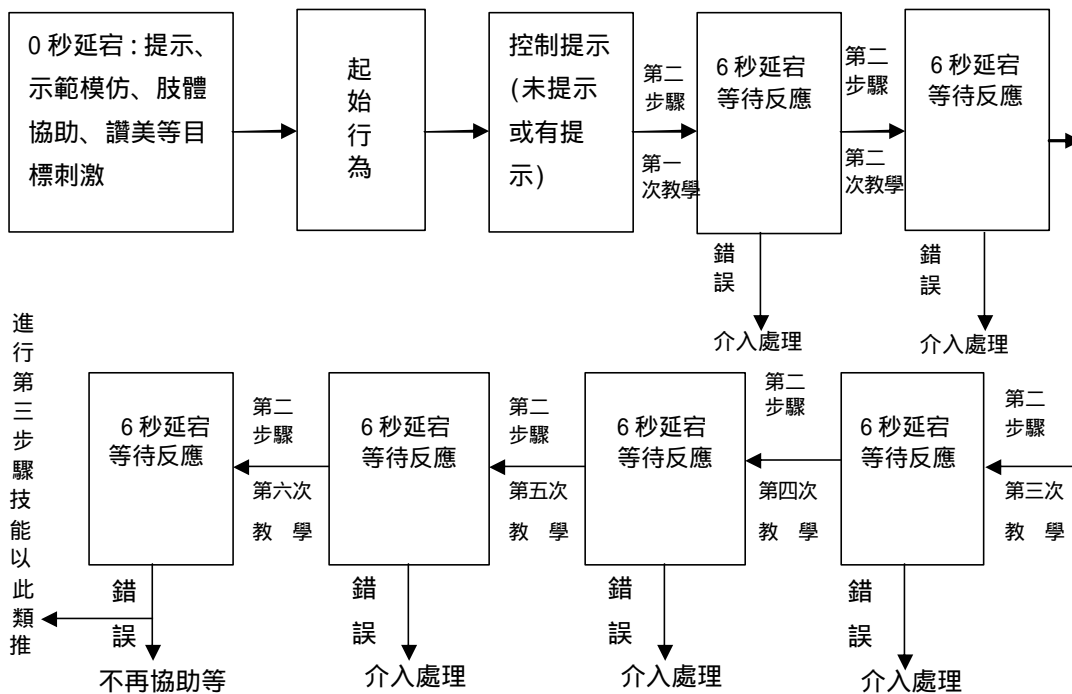 0 秒延宕 : 提示、
示範模仿、肢體
協助、讚美等目
標刺激
起
始
行
為
控制提示
(未提示
或有提
示)
第二
步驟
第一
次教學
6 秒延宕
等待反應
錯
誤
介入處理
第二
步驟
第二
次教學
6 秒延宕
等待反應
錯
誤
介入處理
第二
步驟
第三次
教 學
6 秒延宕
等待反應
錯
誤
介入處理
第二
步驟
第四次
教 學
6 秒延宕
等待反應
錯
誤
介入處理
第二
步驟
第五次
教 學
6 秒延宕
等待反應
錯
誤
介入處理
第二
步驟
第六次
教 學
6 秒延宕
等待反應
錯
誤
不再協助等
進
行
第
三
步
驟
技
能
以
此
類
推